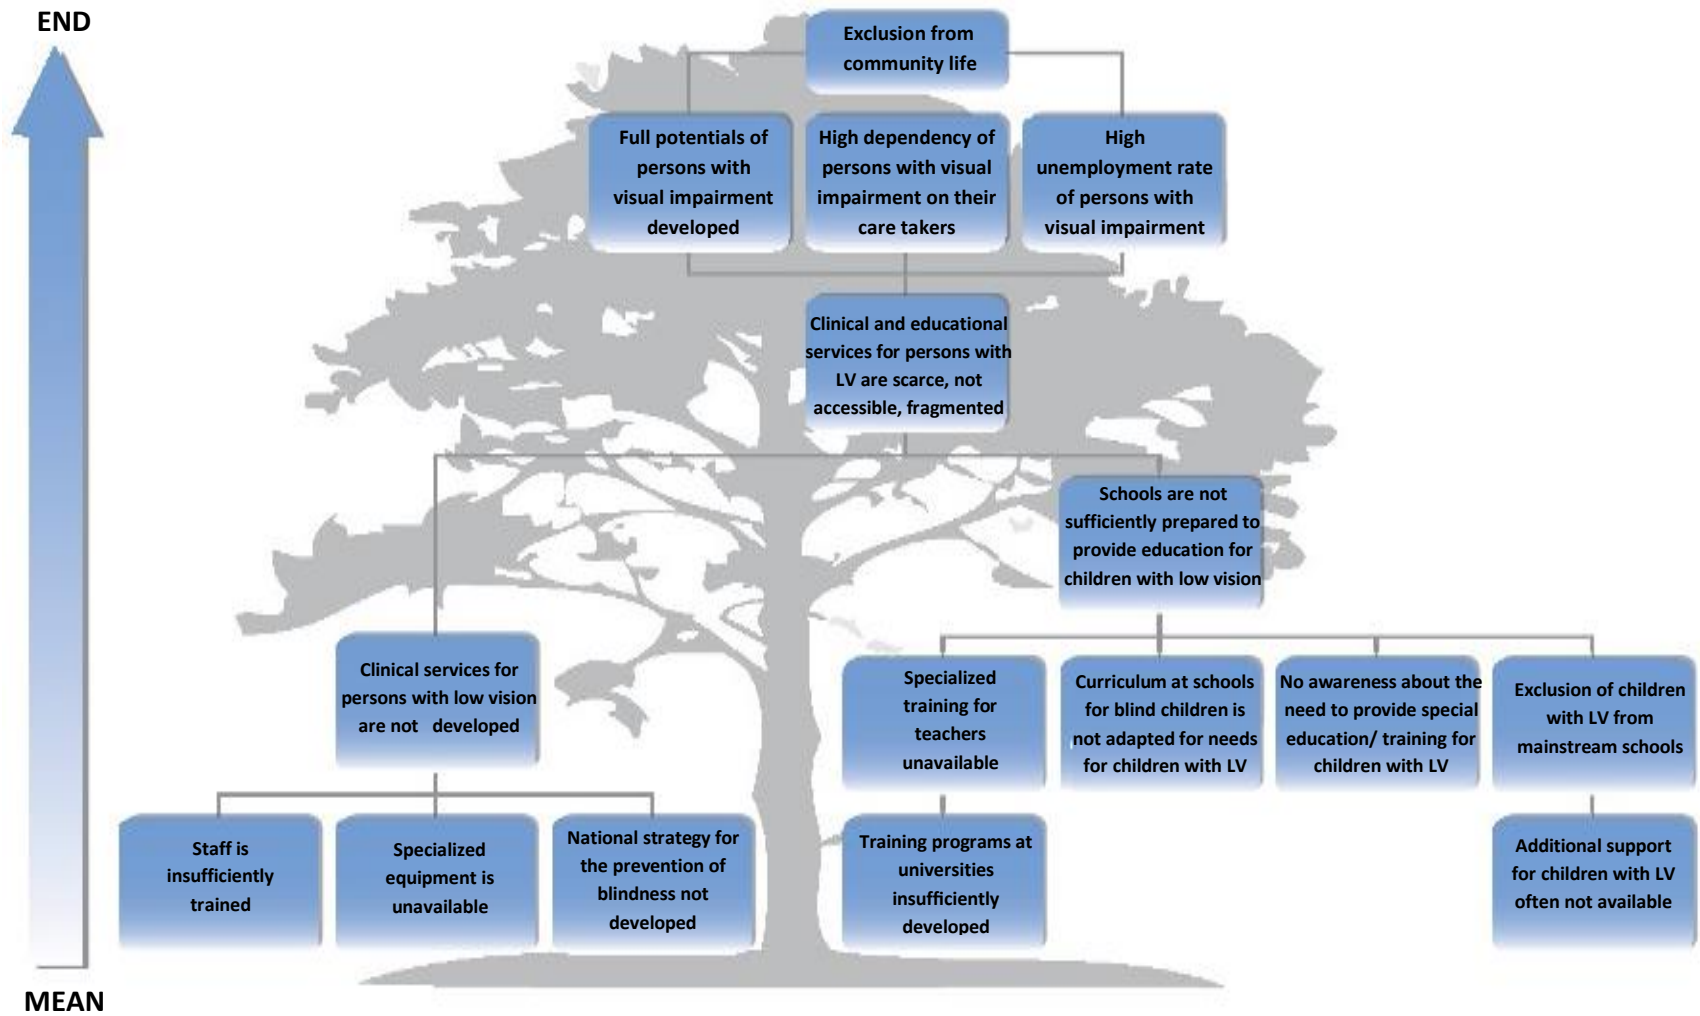 END
Exclusion from
community life
Full potentials of
persons with
visual impairment
developed
High dependency of
persons with visual
impairment on their
care takers
High
unemployment rate
of persons with
visual impairment
Clinical and educational
services for persons with
LV are scarce, not
accessible, fragmented
Schools are not
sufficiently prepared to
provide education for
children with low vision
Clinical services for
persons with low vision
are not developed
Specialized
training for
teachers
unavailable
Curriculum at schools
for blind children is
not adapted for needs
for children with LV
No awareness about the
need to provide special
education/ training for
children with LV
Exclusion of children
with LV from
mainstream schools
Staff is
insufficiently
trained
Specialized
equipment is
unavailable
National strategy for
the prevention of
blindness not
developed
Training programs at
universities
insufficiently
developed
Additional support
for children with LV
often not available
MEAN